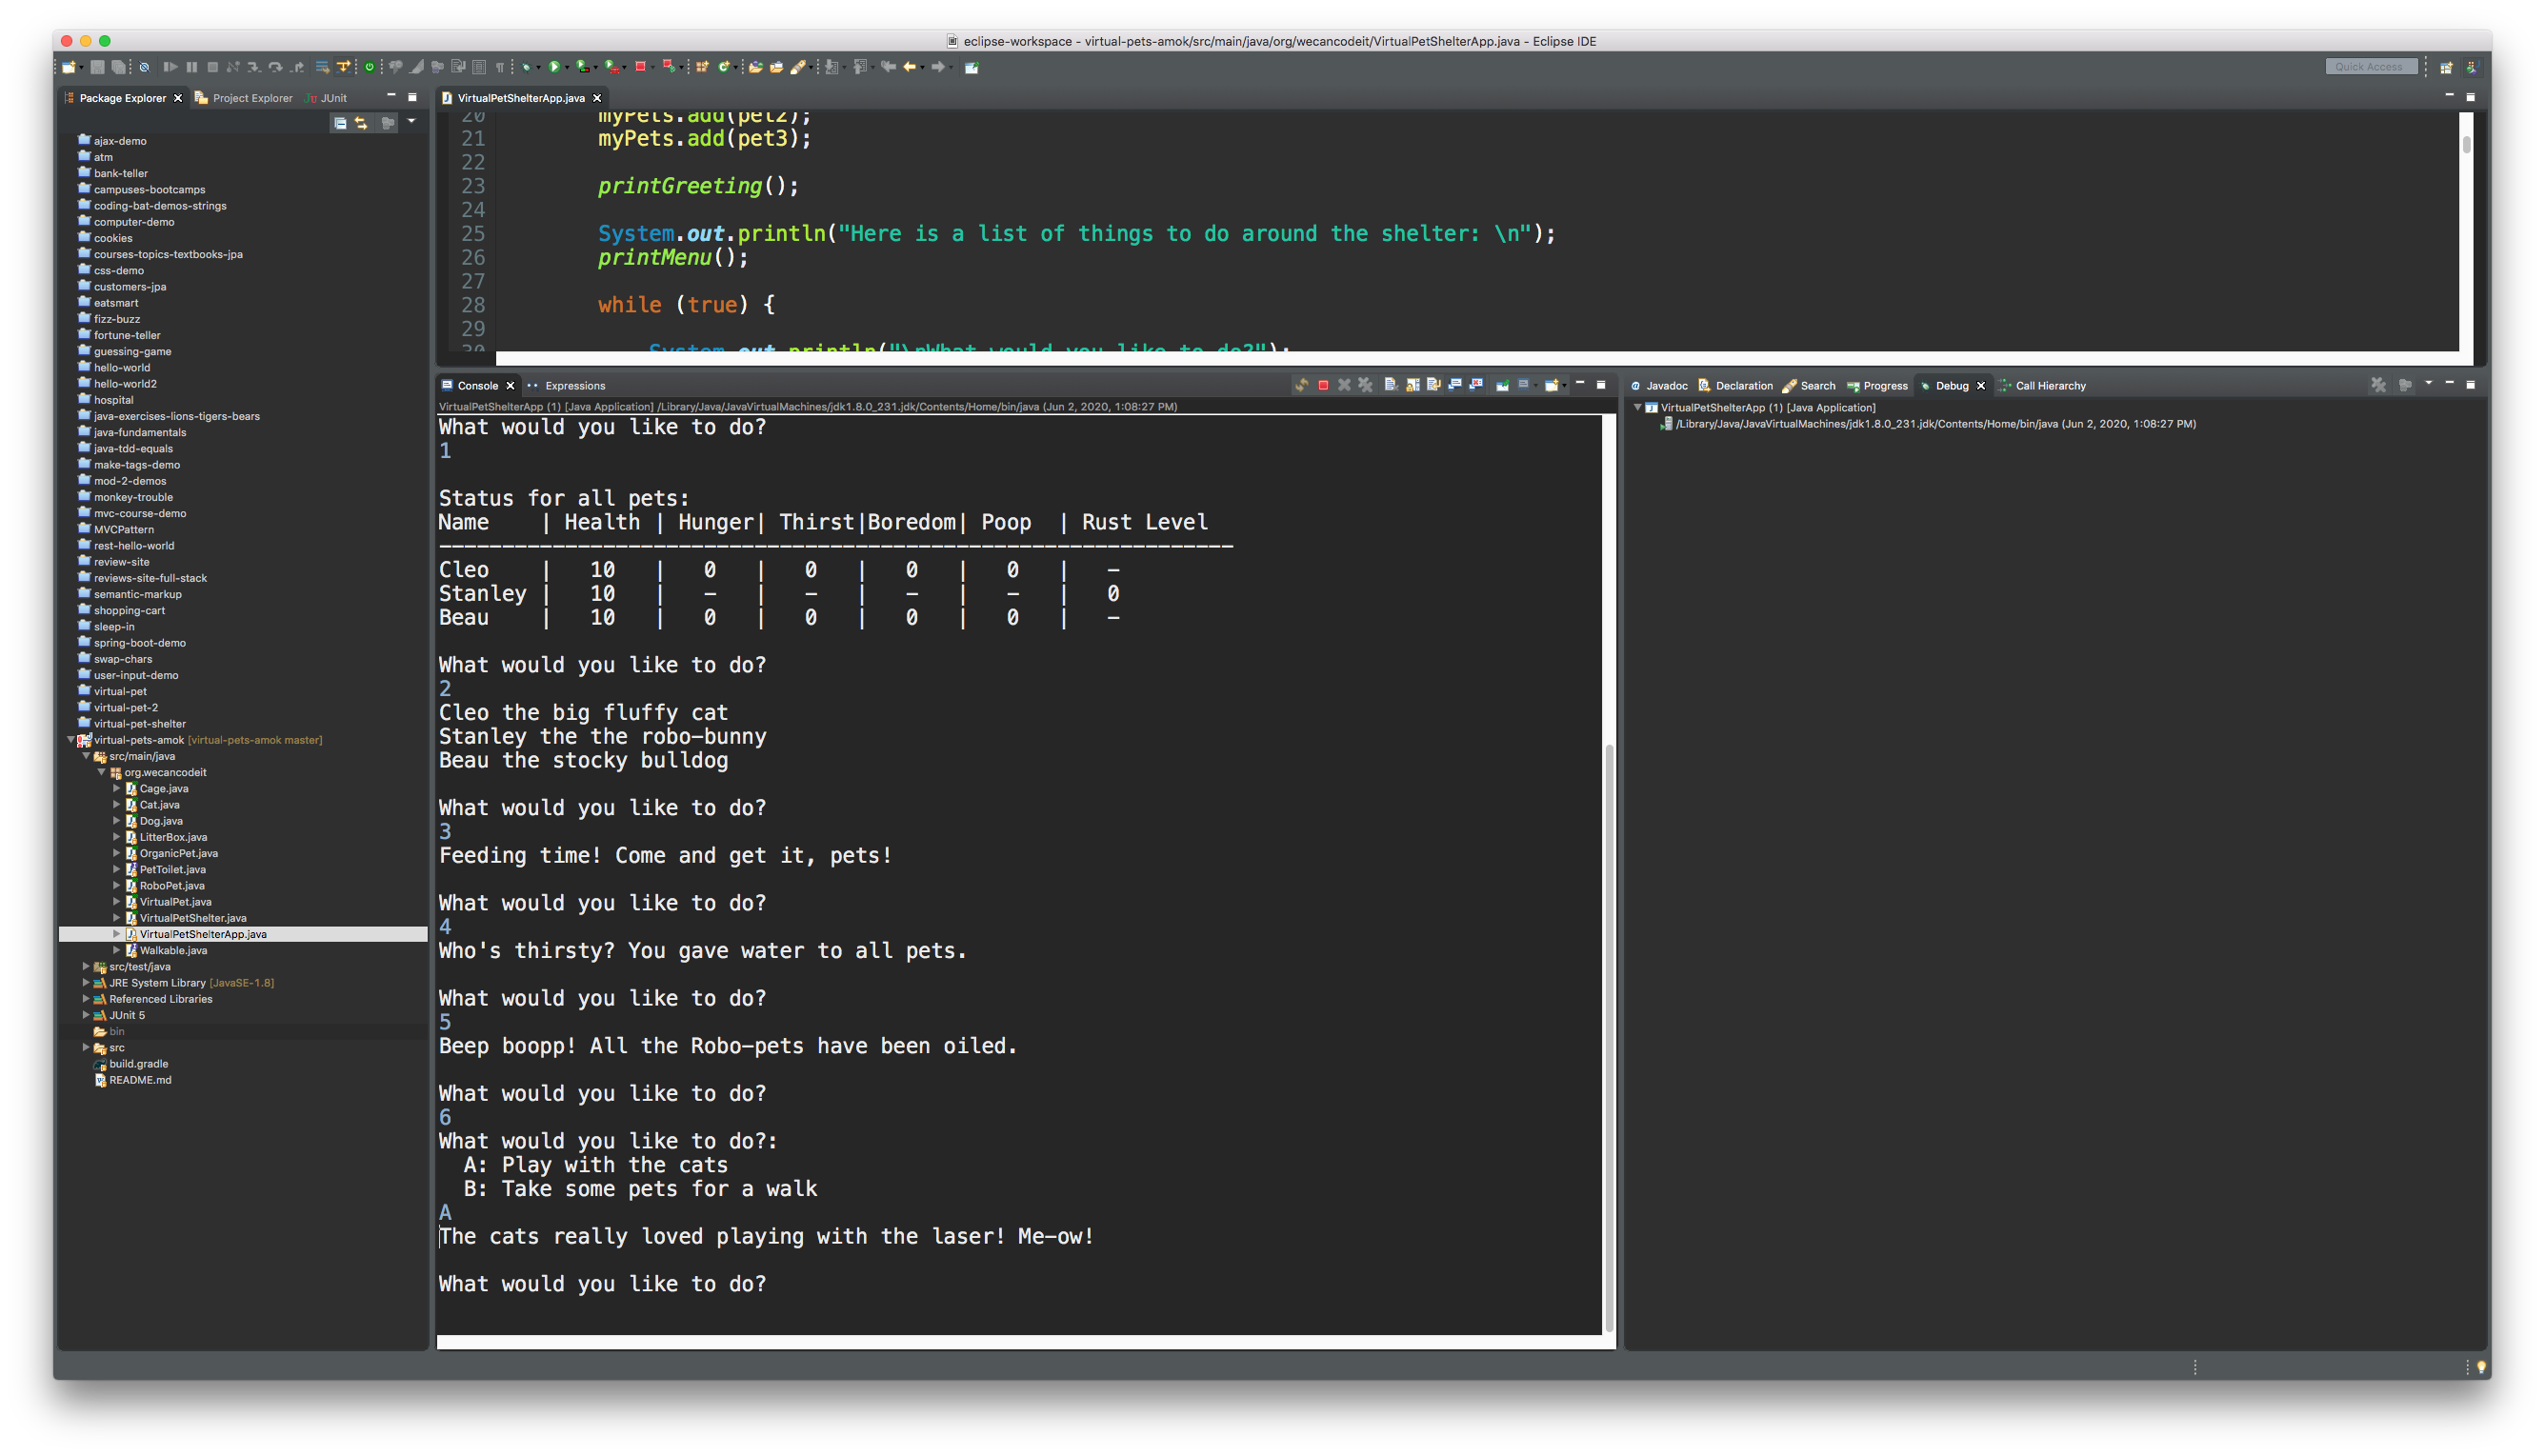 eclipse-workspace - virtual-pets-amok/src/main/java/org/wecancodeit/VirtualPetShelterApp.java - Eclipse IDE
Quick Access
Package Explorer
Project Explorer
JUnit
ajax-demo
atm
bank-teller
campuses-bootcamps
coding-bat-demos-strings
computer-demo
cookies
courses-topics-textbooks-jpa
css-demo
customers-jpa
eatsmart
fizz-buzz
fortune-teller
guessing-game
hello-world
hello-world2
hospital
java-exercises-lions-tigers-bears
java-fundamentals
java-tdd-equals
make-tags-demo
mod-2-demos
monkey-trouble
mvc-course-demo
MVCPattern
rest-hello-world
review-site
reviews-site-full-stack
semantic-markup
shopping-cart
sleep-in
spring-boot-demo
swap-chars
user-input-demo
virtual-pet
virtual-pet-2
virtual-pet-shelter
virtual-pets-amok [virtual-pets-amok master]
src/main/java
org.wecancodeit
Cage.java
Cat.java
Dog.java
LitterBox.java
OrganicPet.java
PetToilet.java
RoboPet.java
VirtualPet.java
VirtualPetShelter.java
VirtualPetShelterApp.java
Walkable.java
src/test/java
JRE System Library [JavaSE-1.8]
Referenced Libraries
JUnit 5
bin
src
build.gradle
README.md
VirtualPetShelterApp.java
20 myPets.add(pet2);
21 myPets.add(pet3);
22
23 printGreeting();
24
25 System.out.println("Here is a list of things to do around the shelter: \n");
26 printMenu();
27
28 while (true) {
29
30 System.out.println("\nWhat would you like to do?");
Console
Expressions
VirtualPetShelterApp (1) [Java Application] /Library/Java/JavaVirtualMachines/jdk1.8.0_231.jdk/Contents/Home/bin/java (Jun 2, 2020, 1:08:27 PM)
What would you like to do?
1
Status for all pets:
Name | Health | Hunger| Thirst|Boredom| Poop | Rust Level
---------------------------------------------------------------
Cleo | 10 | 0 | 0 | 0 | 0 | -
Stanley | 10 | - | - | - | - | 0
Beau | 10 | 0 | 0 | 0 | 0 | -
What would you like to do?
2
Cleo the big fluffy cat
Stanley the the robo-bunny
Beau the stocky bulldog
What would you like to do?
3
Feeding time! Come and get it, pets!
What would you like to do?
4
Who's thirsty? You gave water to all pets.
What would you like to do?
5
Beep boopp! All the Robo-pets have been oiled.
What would you like to do?
6
What would you like to do?:
A: Play with the cats
B: Take some pets for a walk
A
The cats really loved playing with the laser! Me-ow!
What would you like to do?
Javadoc
Declaration
Search
Progress
Debug
Call Hierarchy
VirtualPetShelterApp (1) [Java Application]
/Library/Java/JavaVirtualMachines/jdk1.8.0_231.jdk/Contents/Home/bin/java (Jun 2, 2020, 1:08:27 PM)